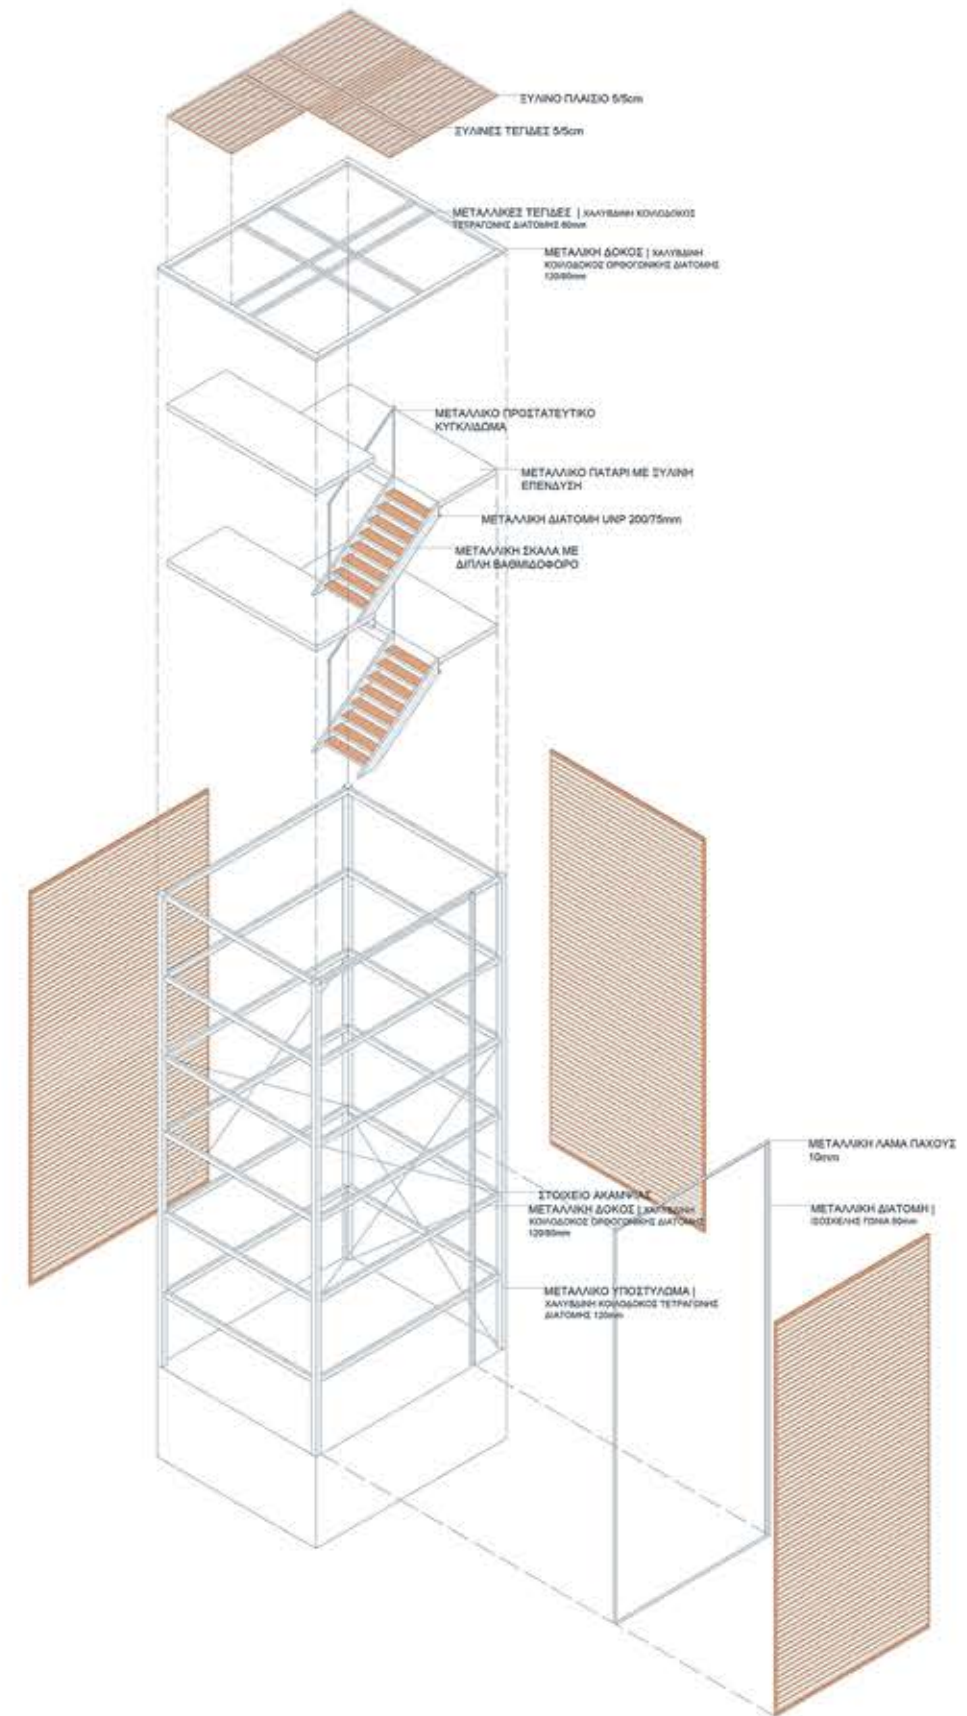 ΞΥΛΙΝΟ ΠΛΑΙΣΙΟ 5/5cm
ΞΥΛΙΝΕΣ ΤΕΓΙΔΕΣ 5/5cm
ΜΕΤΑΛΛΙΚΕΣ ΤΕΓΙΔΕΣ | ΧΑΛΥΒΔΙΝΗ ΚΟΙΛΟΔΟΚΟΣ
ΤΕΤΡΑΓΩΝΗΣ ΔΙΑΤΟΜΗΣ 80mm
ΜΕΤΑΛΙΚΗ ΔΟΚΟΣ | ΧΑΛΥΒΔΙΝΗ
ΚΟΙΛΟΔΟΚΟΣ ΟΡΘΟΓΩΝΙΚΗΣ ΔΙΑΤΟΜΗΣ
120/80mm
ΜΕΤΑΛΛΙΚΟ ΠΡΟΣΤΑΤΕΥΤΙΚΟ
ΚΥΓΚΛΙΔΩΜΑ
ΜΕΤΑΛΛΙΚΟ ΠΑΤΑΡΙ ΜΕ ΞΥΛΙΝΗ
ΕΠΕΝΔΥΣΗ
ΜΕΤΑΛΛΙΚΗ ΔΙΑΤΟΜΗ UNP 200/75mm
ΜΕΤΑΛΛΙΚΗ ΣΚΑΛΑ ΜΕ
ΔΙΠΛΗ ΒΑΘΜΙΔΟΦΟΡΟ
ΜΕΤΑΛΛΙΚΗ ΛΑΜΑ ΠΑΧΟΥΣ
10mm
ΣΤΟΙΧΕΙΟ ΑΚΑΜΨΙΑΣ
ΜΕΤΑΛΛΙΚΗ ΔΟΚΟΣ | ΧΑΛΥΒΔΙΝΗ
ΚΟΙΛΟΔΟΚΟΣ ΟΡΘΟΓΩΝΙΚΗΣ ΔΙΑΤΟΜΗΣ
120/80mm
ΜΕΤΑΛΛΙΚΗ ΔΙΑΤΟΜΗ |
ΙΣΟΣΚΕΛΗΣ ΓΩΝΙΑ
ΜΕΤΑΛΛΙΚΟ ΥΠΟΣΤΥΛΩΜΑ |
ΧΑΛΥΒΔΙΝΗ ΚΟΙΛΟΔΟΚΟΣ ΤΕΤΡΑΓΩΝΗΣ
ΔΙΑΤΟΜΗΣ 120mm